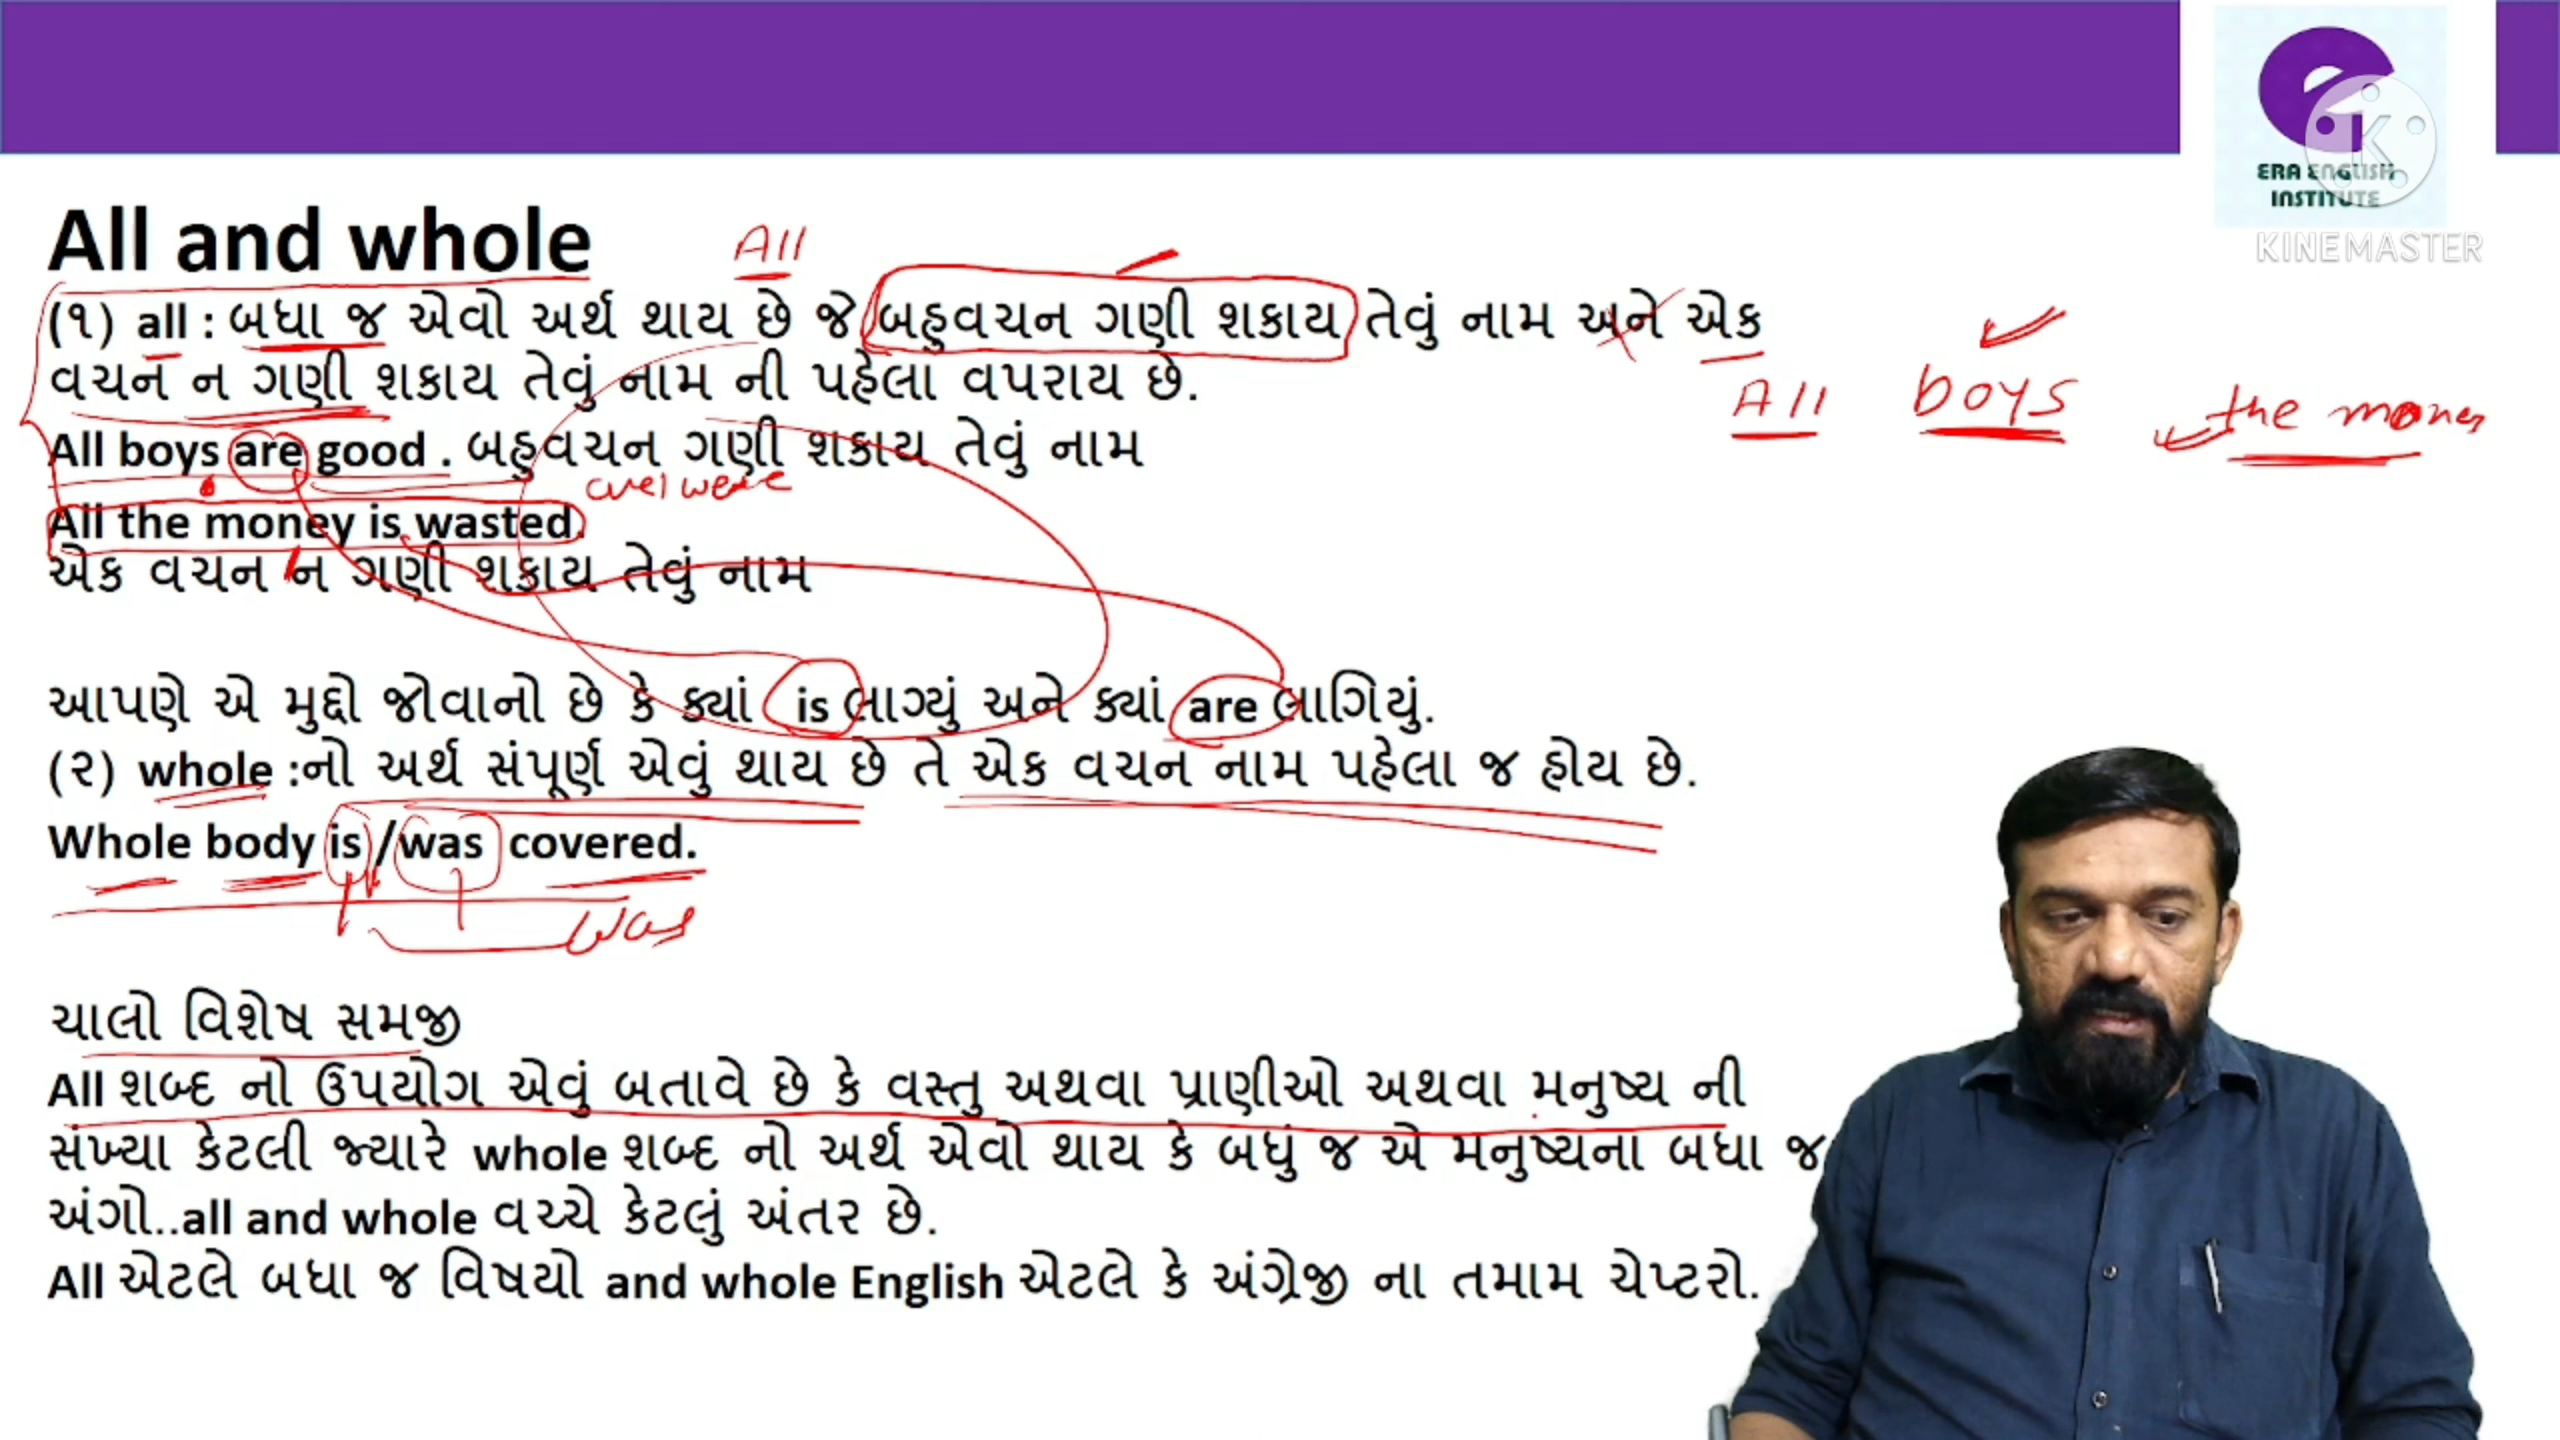 ERA ENGLISH
INSTITUTE
KINEMASTER
All and whole
All
(૧) all : બધા જ એવો અર્થ થાય છે જે બહુવચન ગણી શકાય તેવું નામ અને એક
વચન ન ગણી શકાય તેવું નામ ની પહેલા વપરાય છે.
All boys the money
All boys are good . બહુવચન ગણી શકાય તેવું નામ
All the money is wasted.
એક વચન ન ગણી શકાય તેવું નામ
આપણે એ મુદ્દો જોવાનો છે કે ક્યાં is લાગ્યું અને ક્યાં are લાગિયું.
(૨) whole :નો અર્થ સંપૂર્ણ એવું થાય છે તે એક વચન નામ પહેલા જ હોય છે.
Whole body is /was covered.
was
ચાલો વિશેષ સમજી
All શબ્દ નો ઉપયોગ એવું બતાવે છે કે વસ્તુ અથવા પ્રાણીઓ અથવા મનુષ્ય ની
સંખ્યા કેટલી જ્યારે whole શબ્દ નો અર્થ એવો થાય કે બધું જ એ મનુષ્યના બધા જ
અંગો..all and whole વચ્ચે કેટલું અંતર છે.
All એટલે બધા જ વિષયો and whole English એટલે કે અંગ્રેજી ના તમામ ચેપ્ટરો.